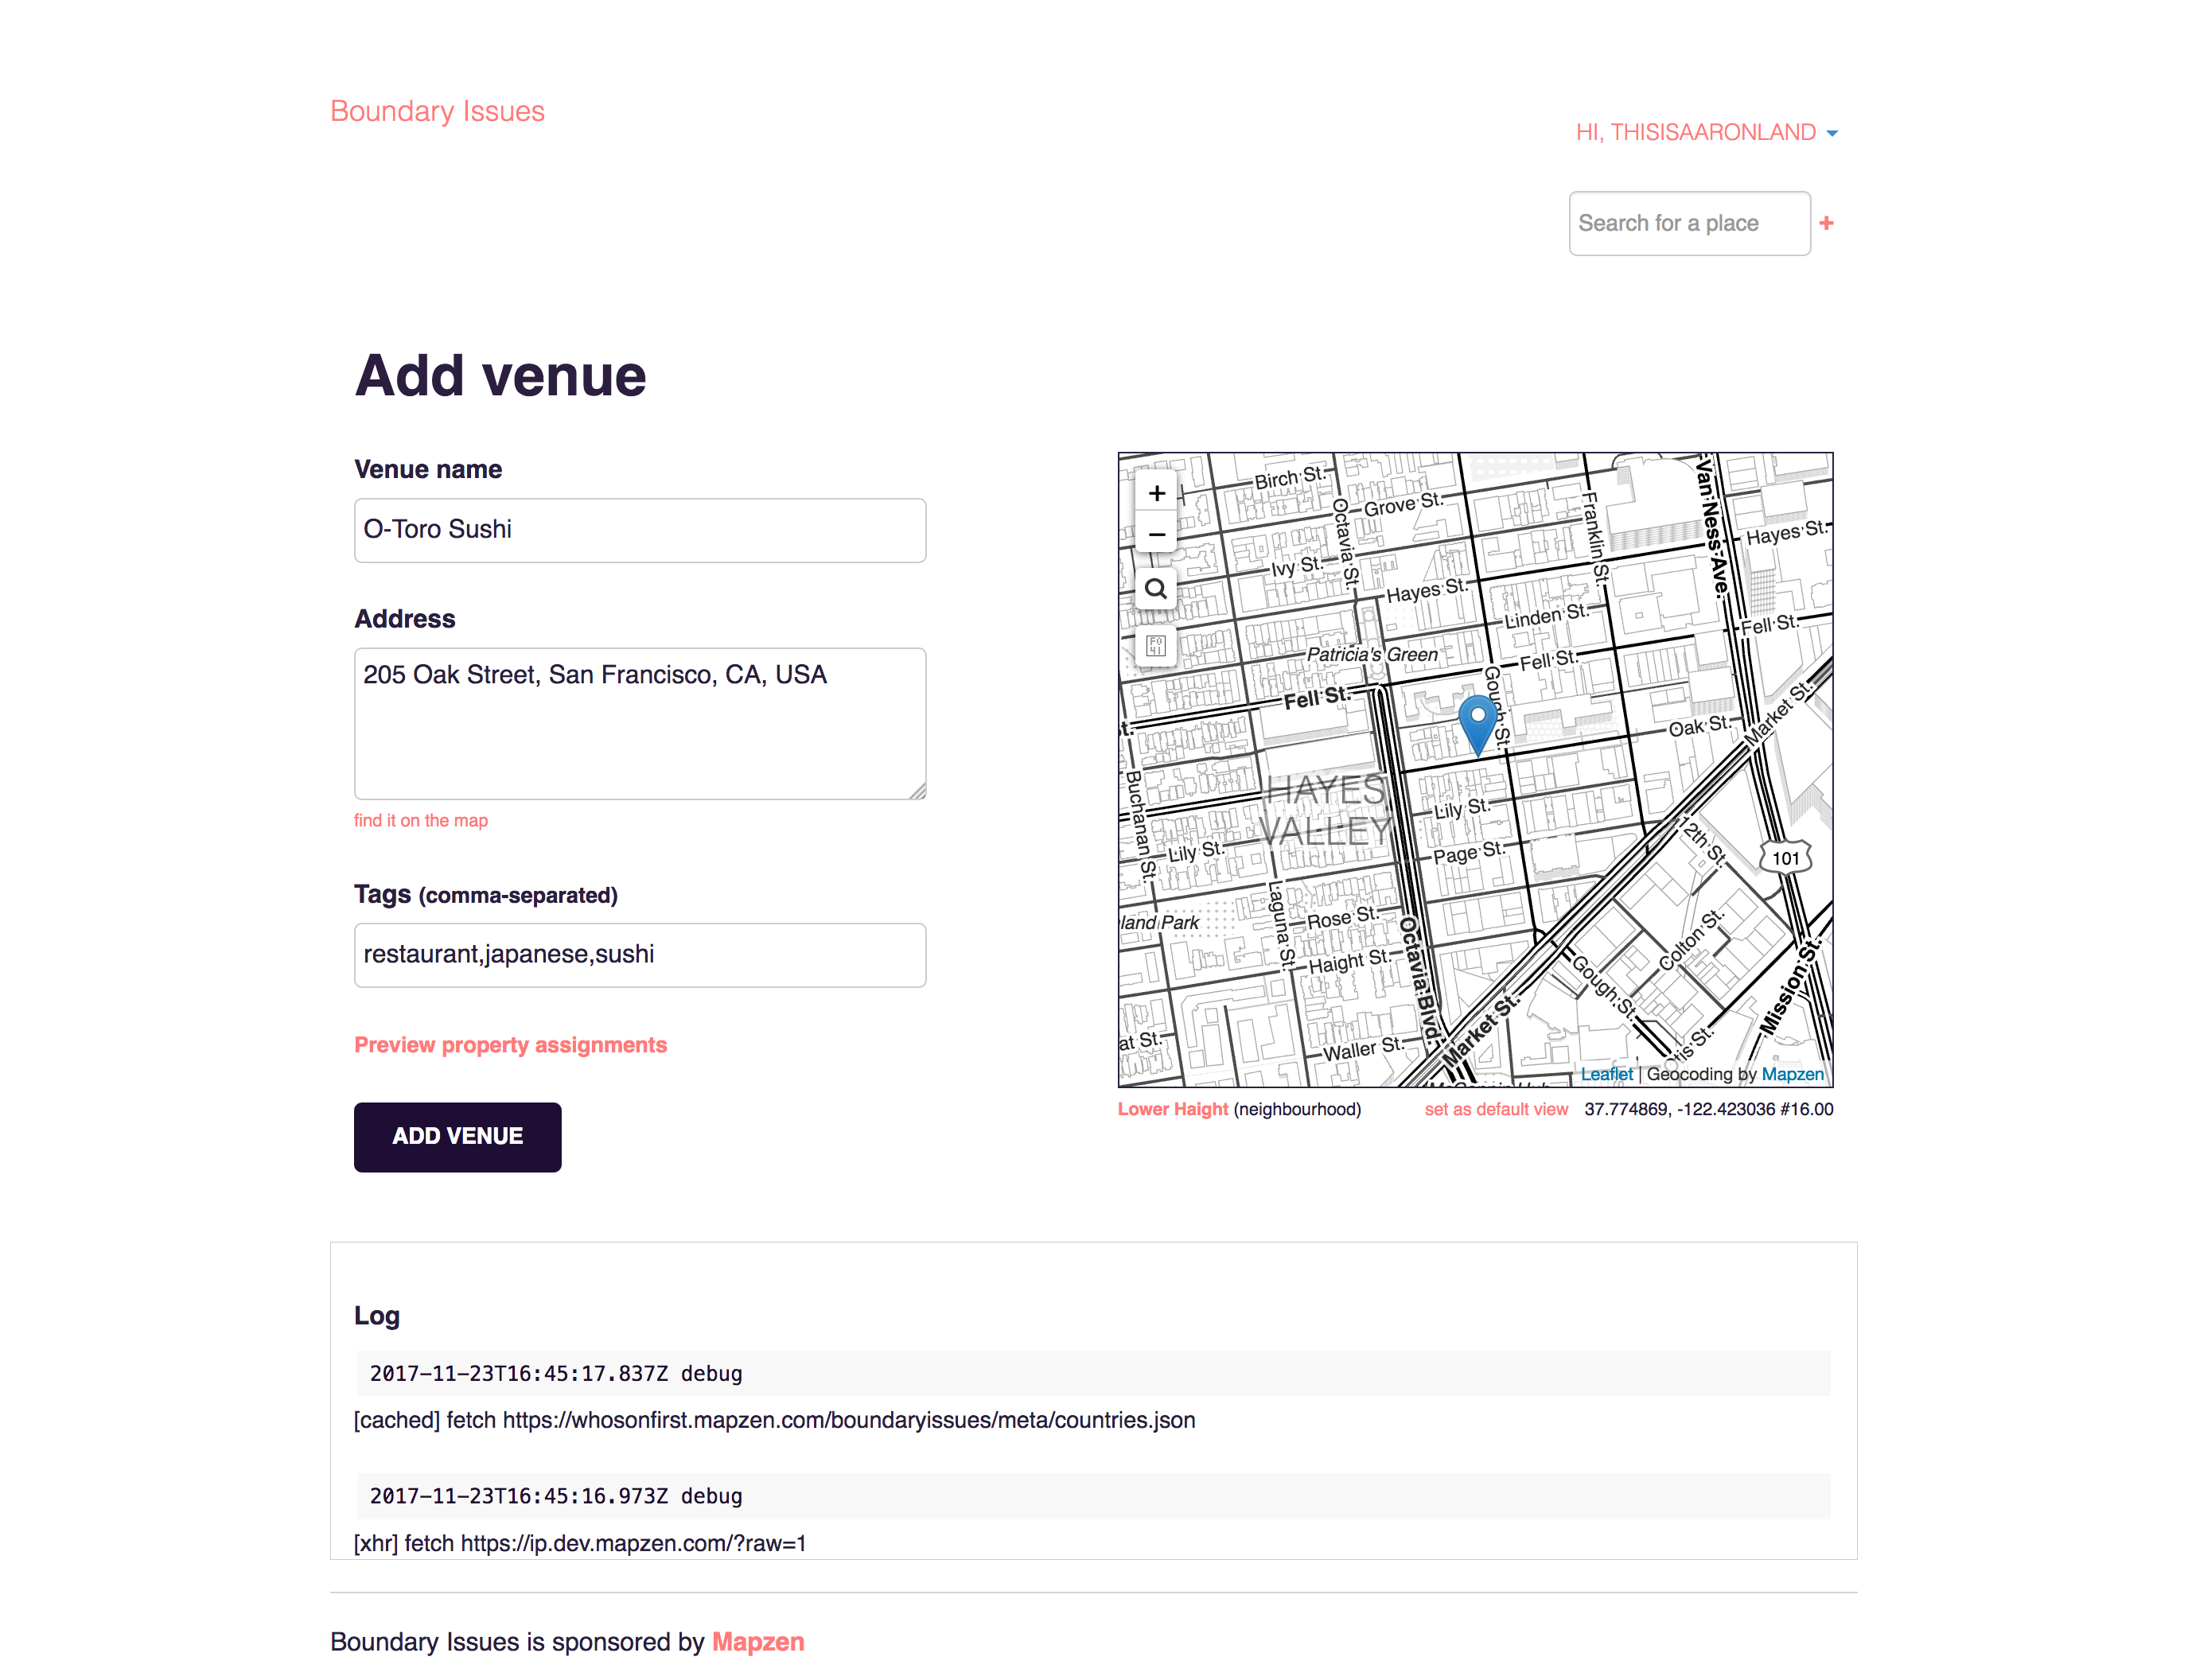 Boundary Issues
HI, THISISAARONLAND
Search for a place
+
Add venue
Venue name
O-Toro Sushi
Address
205 Oak Street, San Francisco, CA, USA
find it on the map
Tags (comma-separated)
restaurant,japanese,sushi
Preview property assignments
ADD VENUE
+
−
Birch St.
Grove St.
Octavia St.
Franklin St.
Van Ness Ave.
Hayes St.
Ivy St.
Hayes St.
Linden St.
Fell St.
Patricia's Green
Fell St.
Gough St.
Fell St.
Oak St.
Market St.
HAYES
VALLEY
Buchanan St.
Lily St.
Lily St.
Page St.
12th St.
101
Laguna St.
land Park
Rose St.
Haight St.
Octavia Blvd.
Colton St.
Gough St.
Mission St.
Market St.
at St.
Waller St.
Otis St.
Leaflet | Geocoding by Mapzen
Lower Haight (neighbourhood)
set as default view
37.774869, -122.423036 #16.00
Log
2017-11-23T16:45:17.837Z debug
[cached] fetch https://whosonfirst.mapzen.com/boundaryissues/meta/countries.json
2017-11-23T16:45:16.973Z debug
[xhr] fetch https://ip.dev.mapzen.com/?raw=1
Boundary Issues is sponsored by Mapzen